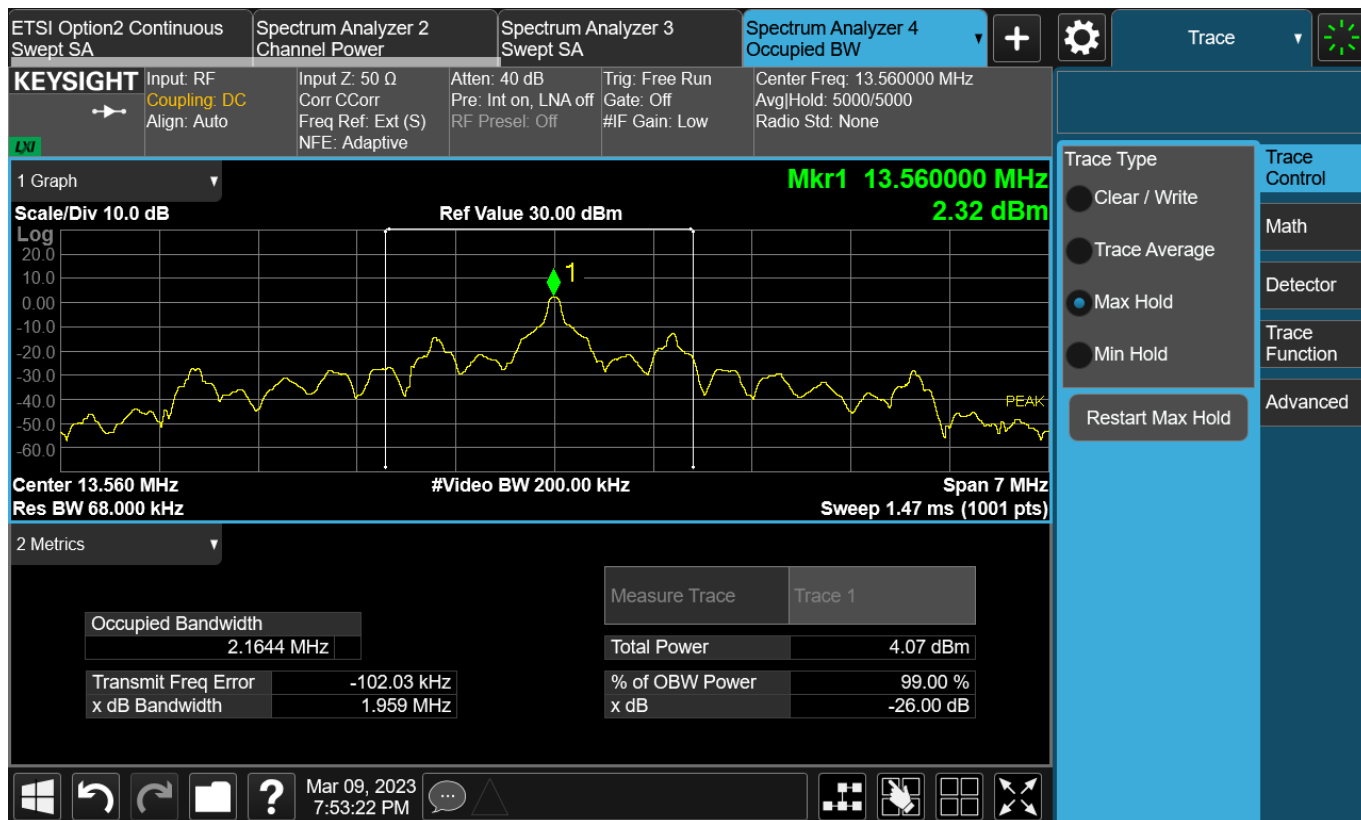 ETSI Option2 Continuous
Swept SA
Spectrum Analyzer 2
Channel Power
Spectrum Analyzer 3
Swept SA
Spectrum Analyzer 4
Occupied BW
Trace
KEYSIGHT
LXI
Input: RF
Coupling: DC
Align: Auto
Input Z: 50 Ω
Corr CCorr
Freq Ref: Ext (S)
NFE: Adaptive
Atten: 40 dB
Pre: Int on, LNA off
RF Presel: Off
Trig: Free Run
Gate: Off
#IF Gain: Low
Center Freq: 13.560000 MHz
Avg|Hold: 5000/5000
Radio Std: None
1 Graph
Mkr1 13.560000 MHz
Scale/Div 10.0 dB
Ref Value 30.00 dBm
2.32 dBm
Log
20.0
10.0
0.00
-10.0
-20.0
-30.0
-40.0
-50.0
-60.0
1
PEAK
Center 13.560 MHz
#Video BW 200.00 kHz
Span 7 MHz
Res BW 68.000 kHz
Sweep 1.47 ms (1001 pts)
2 Metrics
Measure Trace
Trace 1
Occupied Bandwidth
2.1644 MHz
Total Power 4.07 dBm
Transmit Freq Error -102.03 kHz
% of OBW Power 99.00 %
x dB Bandwidth 1.959 MHz
x dB -26.00 dB
Trace Type
Clear / Write
Trace Average
Max Hold
Min Hold
Restart Max Hold
Trace
Control
Math
Detector
Trace
Function
Advanced
?
Mar 09, 2023
7:53:22 PM